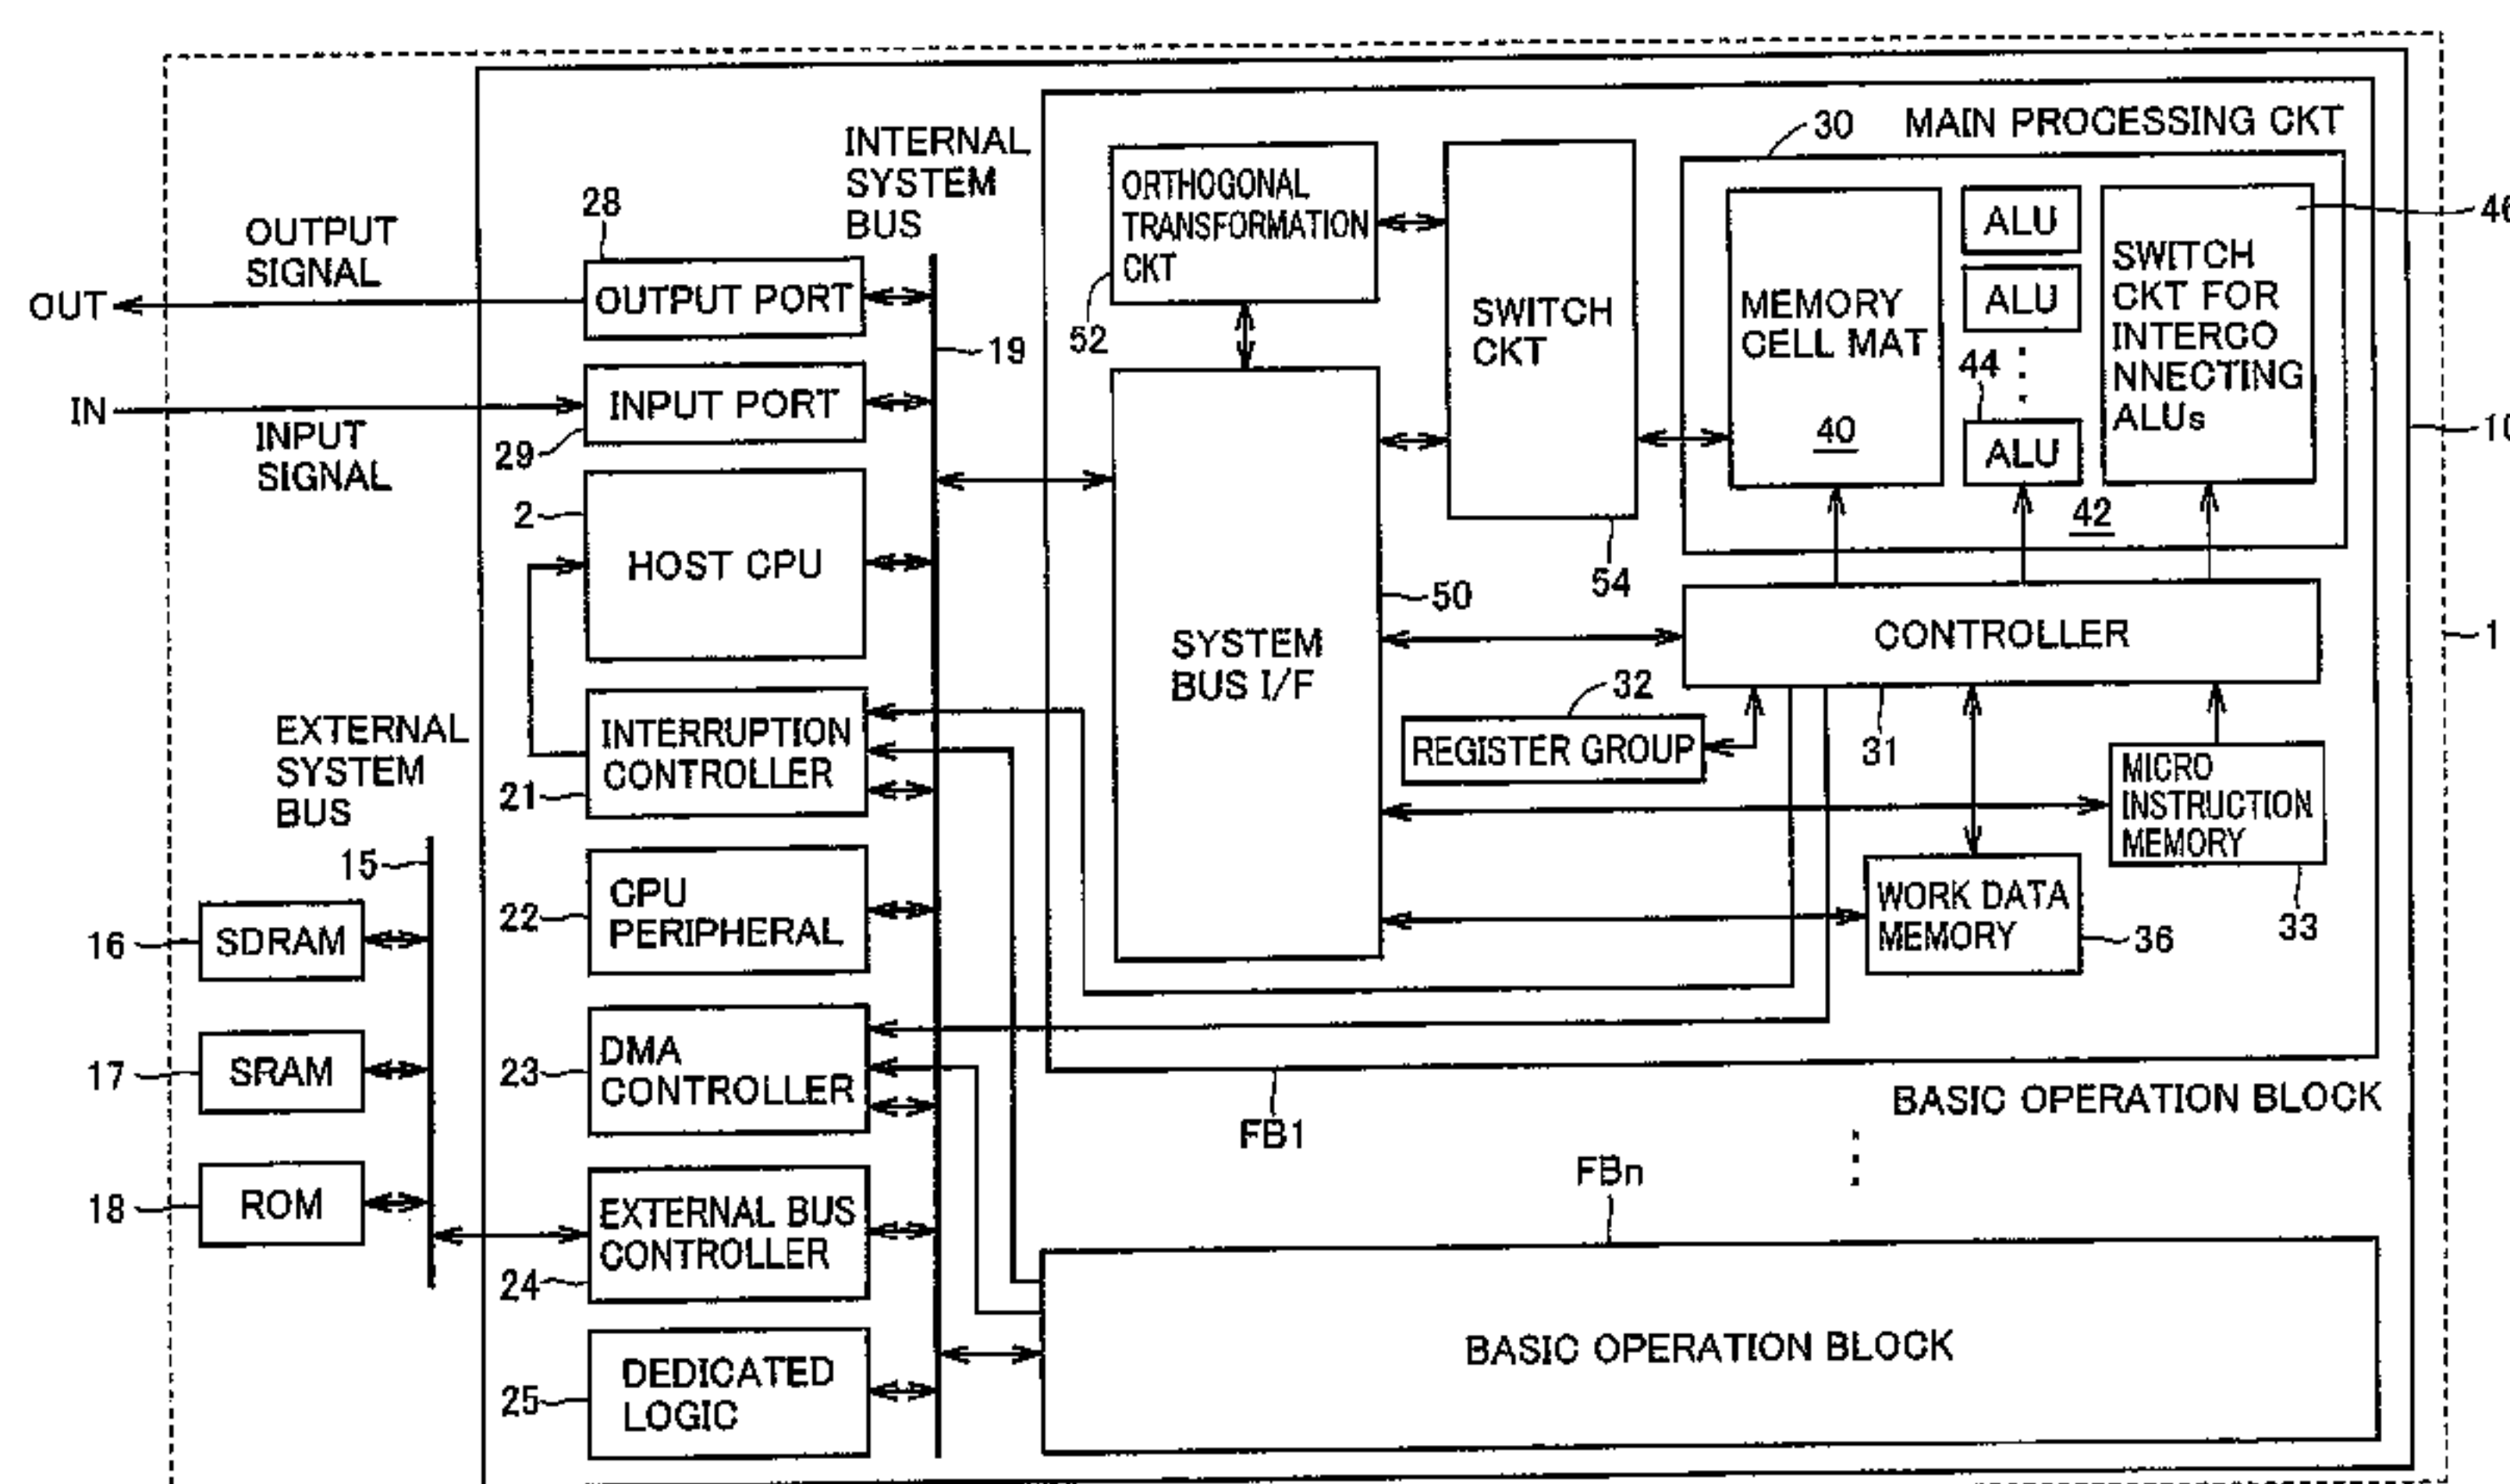 OUTPUT
SIGNAL
OUT
IN
INPUT
SIGNAL
28
OUTPUT PORT
INPUT PORT
29
2
HOST CPU
INTERRUPTION
CONTROLLER
21
CPU
PERIPHERAL
22
DMA
CONTROLLER
23
EXTERNAL BUS
CONTROLLER
24
DEDICATED
LOGIC
25
EXTERNAL
SYSTEM
BUS
15
16
SDRAM
17
SRAM
18
ROM
INTERNAL
SYSTEM
BUS
19
ORTHOGONAL
TRANSFORMATION
CKT
52
SWITCH
CKT
54
SYSTEM
BUS I/F
50
30
MAIN PROCESSING CKT
MEMORY
CELL MAT
40
ALU
ALU
44
ALU
42
SWITCH
CKT FOR
INTERCO
NNECTING
ALUs
46
10
1
CONTROLLER
31
32
REGISTER GROUP
MICRO
INSTRUCTION
MEMORY
33
WORK DATA
MEMORY
36
FB1
BASIC OPERATION BLOCK
FBn
BASIC OPERATION BLOCK